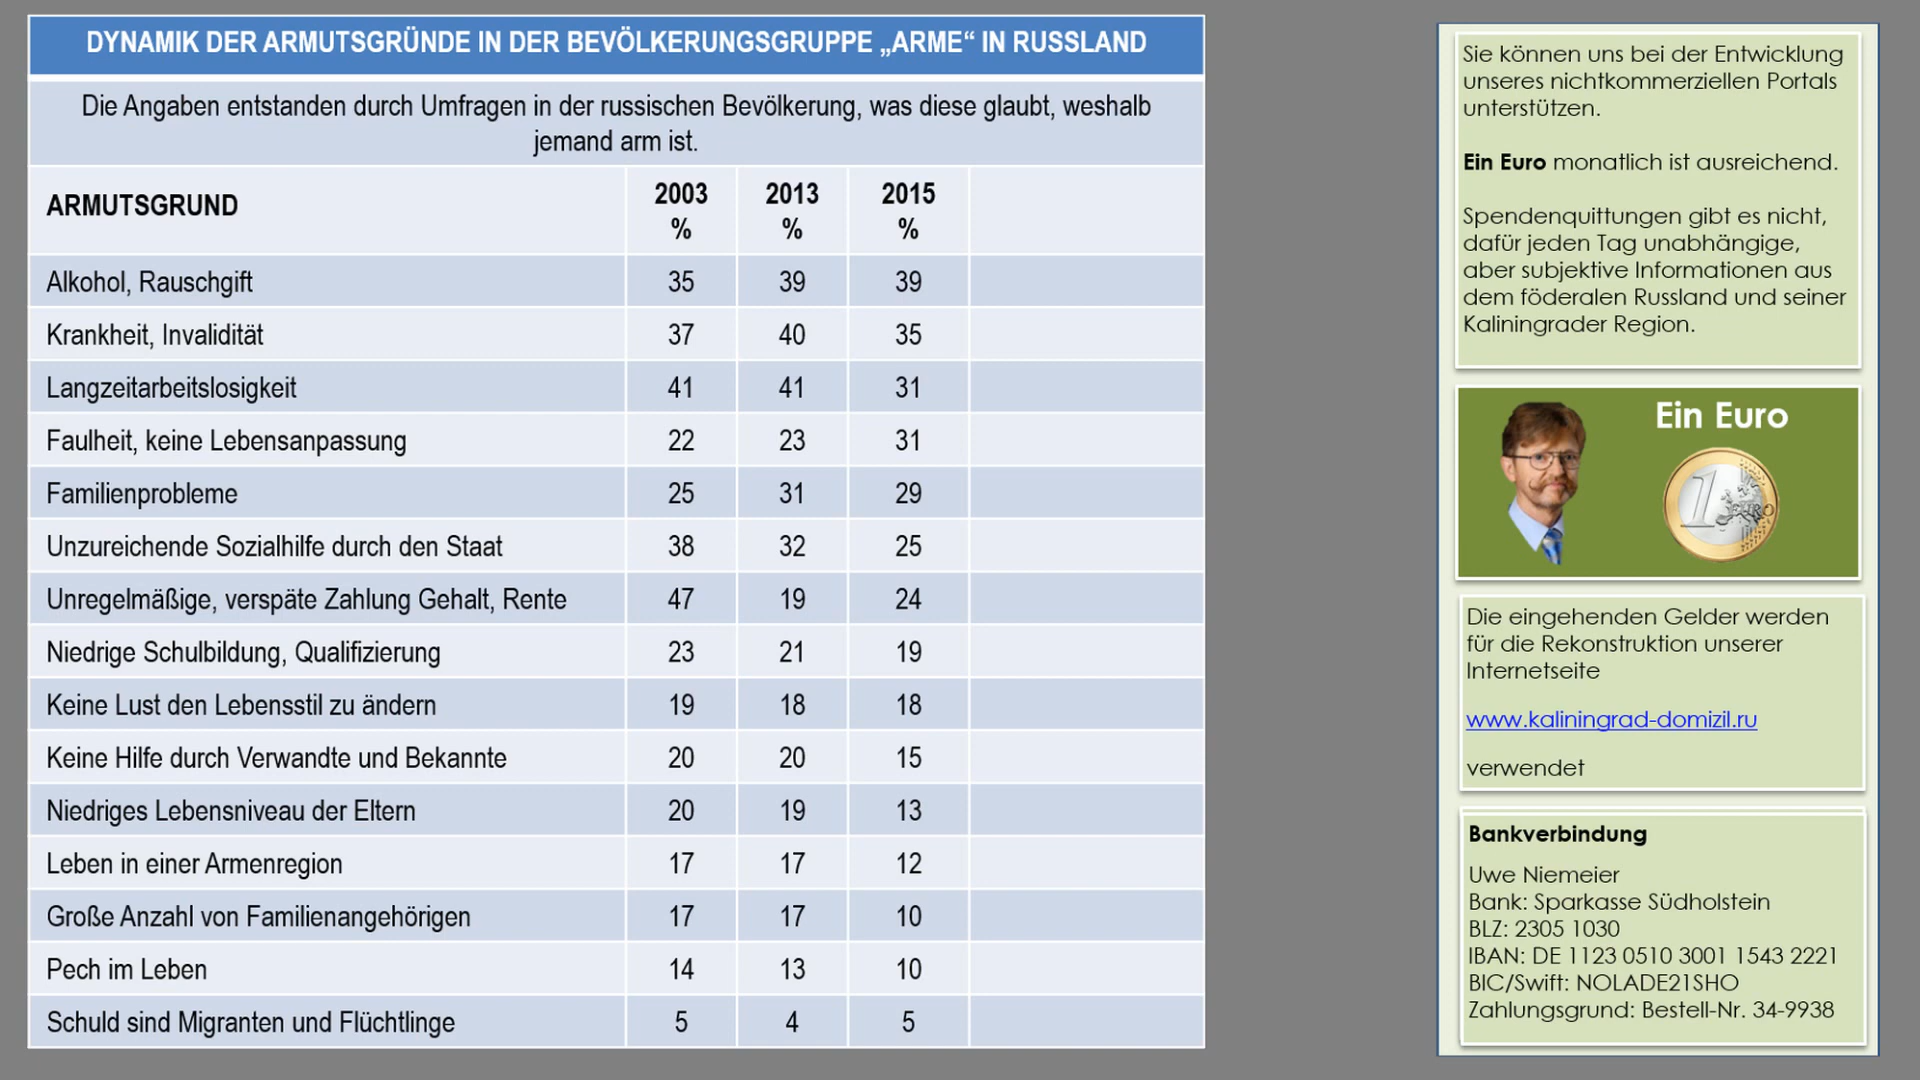 DYNAMIK DER ARMUTSGRÜNDE IN DER BEVÖLKERUNGSGRUPPE „ARME“ IN RUSSLAND
Die Angaben entstanden durch Umfragen in der russischen Bevölkerung, was diese glaubt, weshalb
jemand arm ist.
ARMUTSGRUND 2003 % 2013 % 2015 %
Alkohol, Rauschgift 35 39 39
Krankheit, Invalidität 37 40 35
Langzeitarbeitslosigkeit 41 41 31
Faulheit, keine Lebensanpassung 22 23 31
Familienprobleme 25 31 29
Unzureichende Sozialhilfe durch den Staat 38 32 25
Unregelmäßige, verspäte Zahlung Gehalt, Rente 47 19 24
Niedrige Schulbildung, Qualifizierung 23 21 19
Keine Lust den Lebensstil zu ändern 19 18 18
Keine Hilfe durch Verwandte und Bekannte 20 20 15
Niedriges Lebensniveau der Eltern 20 19 13
Leben in einer Armenregion 17 17 12
Große Anzahl von Familienangehörigen 17 17 10
Pech im Leben 14 13 10
Schuld sind Migranten und Flüchtlinge 5 4 5
Sie können uns bei der Entwicklung
unseres nichtkommerziellen Portals
unterstützen.
Ein Euro monatlich ist ausreichend.
Spendenquittungen gibt es nicht,
dafür jeden Tag unabhängige,
aber subjektive Informationen aus
dem föderalen Russland und seiner
Kaliningrader Region.
Ein Euro
1 EURO
Die eingehenden Gelder werden
für die Rekonstruktion unserer
Internetseite
www.kaliningrad-domizil.ru
verwendet
Bankverbindung
Uwe Niemeier
Bank: Sparkasse Südholstein
BLZ: 2305 1030
IBAN: DE 1123 0510 3001 1543 2221
BIC/Swift: NOLADE21SHO
Zahlungsgrund: Bestell-Nr. 34-9938